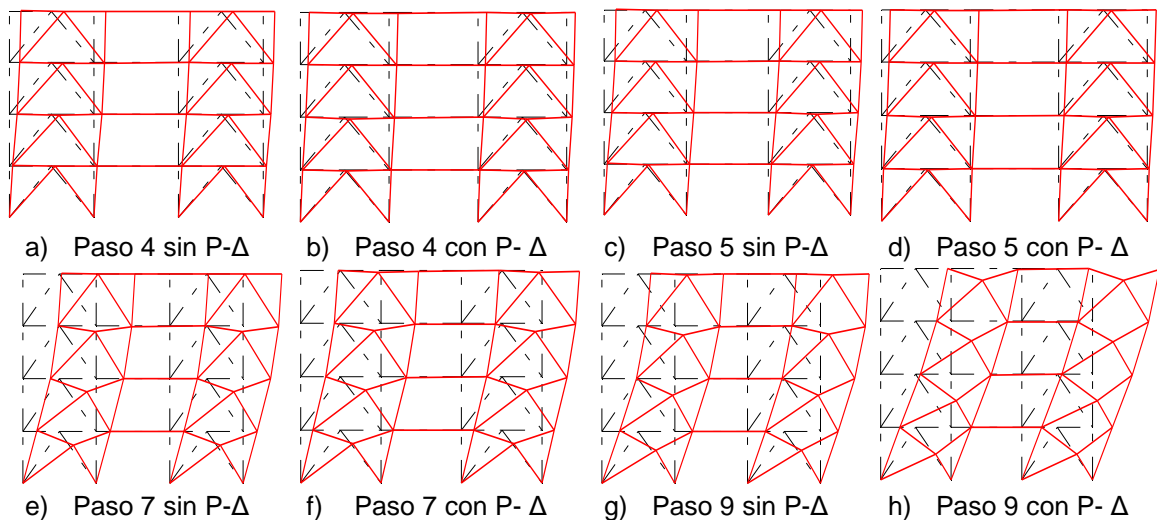 a) Paso 4 sin P-Δ
b) Paso 4 con P- Δ
c) Paso 5 sin P-Δ
d) Paso 5 con P- Δ
e) Paso 7 sin P-Δ
f) Paso 7 con P- Δ
g) Paso 9 sin P-Δ
h) Paso 9 con P- Δ